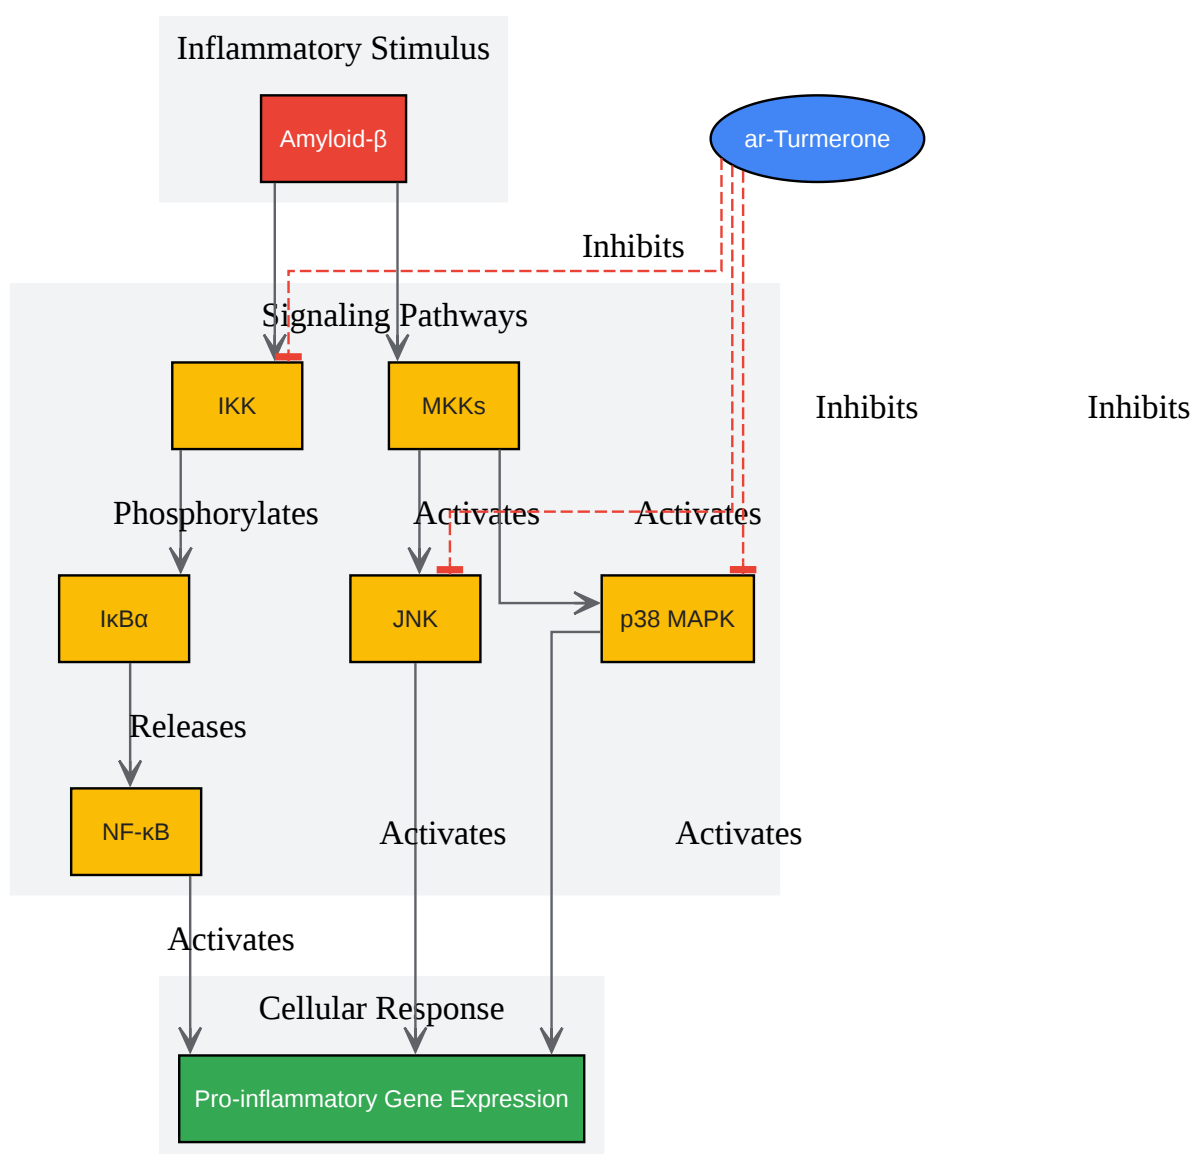 Inflammatory Stimulus
Amyloid-β
ar-Turmerone
Inhibits
Signaling Pathways
IKK
MKKs
Inhibits
Inhibits
Phosphorylates
Activates
Activates
IκBα
JNK
p38 MAPK
Releases
NF-κB
Activates
Activates
Activates
Cellular Response
Pro-inflammatory Gene Expression